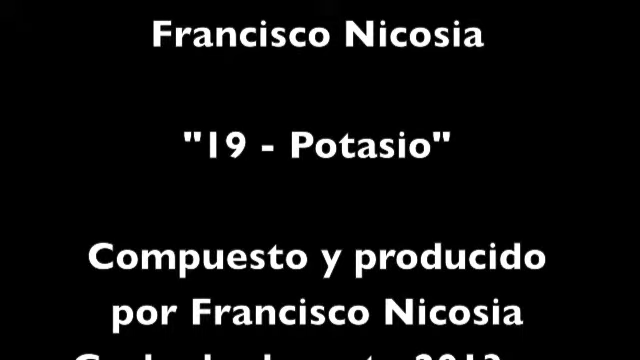 Francisco Nicosia
"19 - Potasio"
Compuesto y producido
por Francisco Nicosia